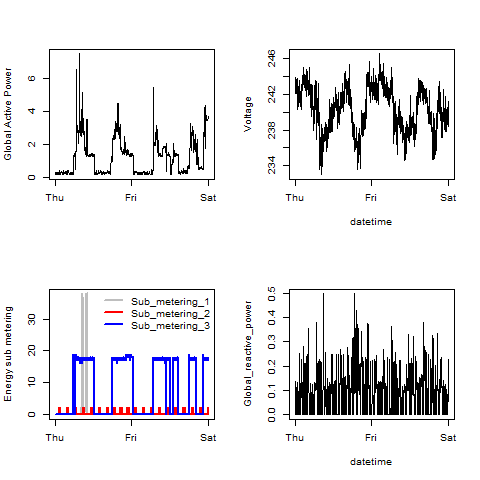 Global Active Power
0 2 4 6
Thu Fri Sat
Voltage
234 238 242 246
Thu Fri Sat
datetime
Energy sub metering
0 10 20 30
Sub_metering_1
Sub_metering_2
Sub_metering_3
Thu Fri Sat
Global_reactive_power
0.0 0.1 0.2 0.3 0.4 0.5
Thu Fri Sat
datetime